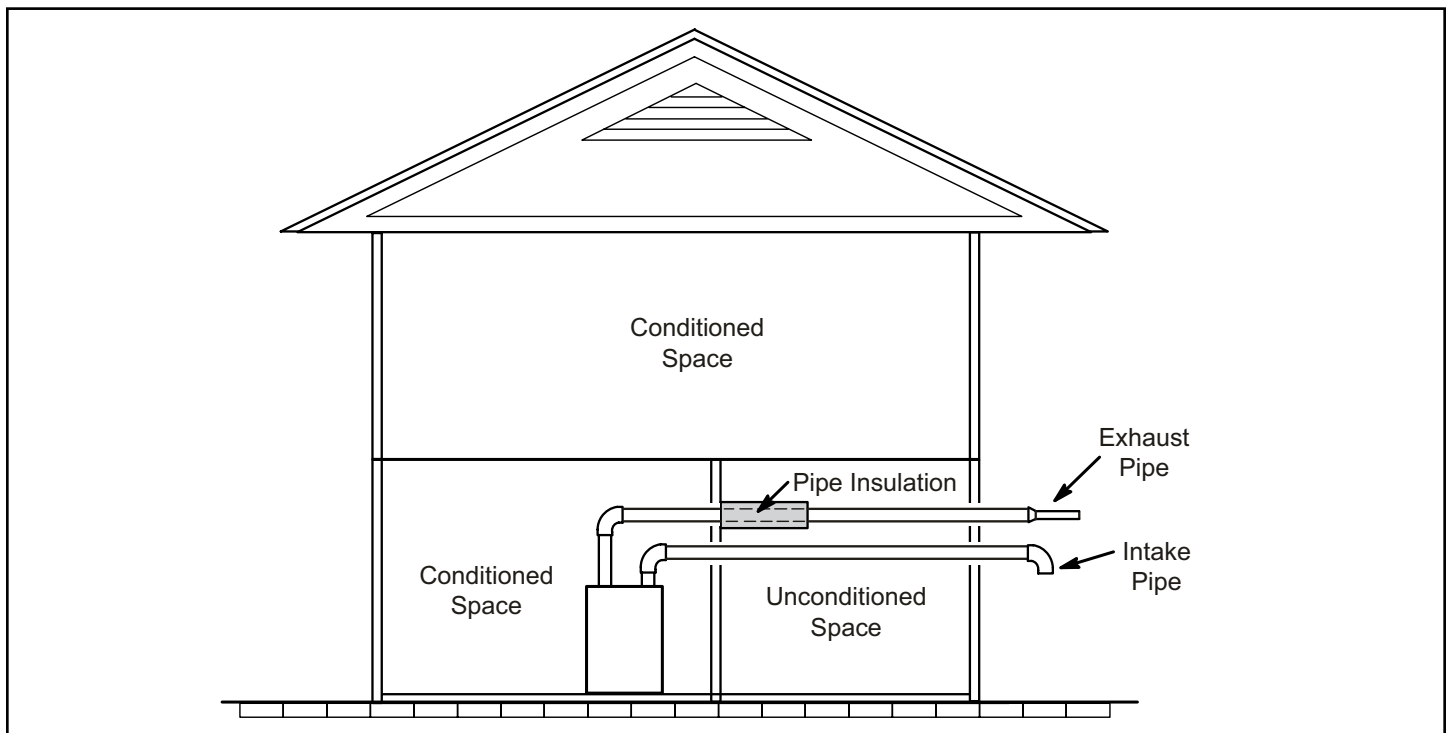 Conditioned
Space
Exhaust
Pipe
Pipe Insulation
Intake
Pipe
Conditioned
Space
Unconditioned
Space